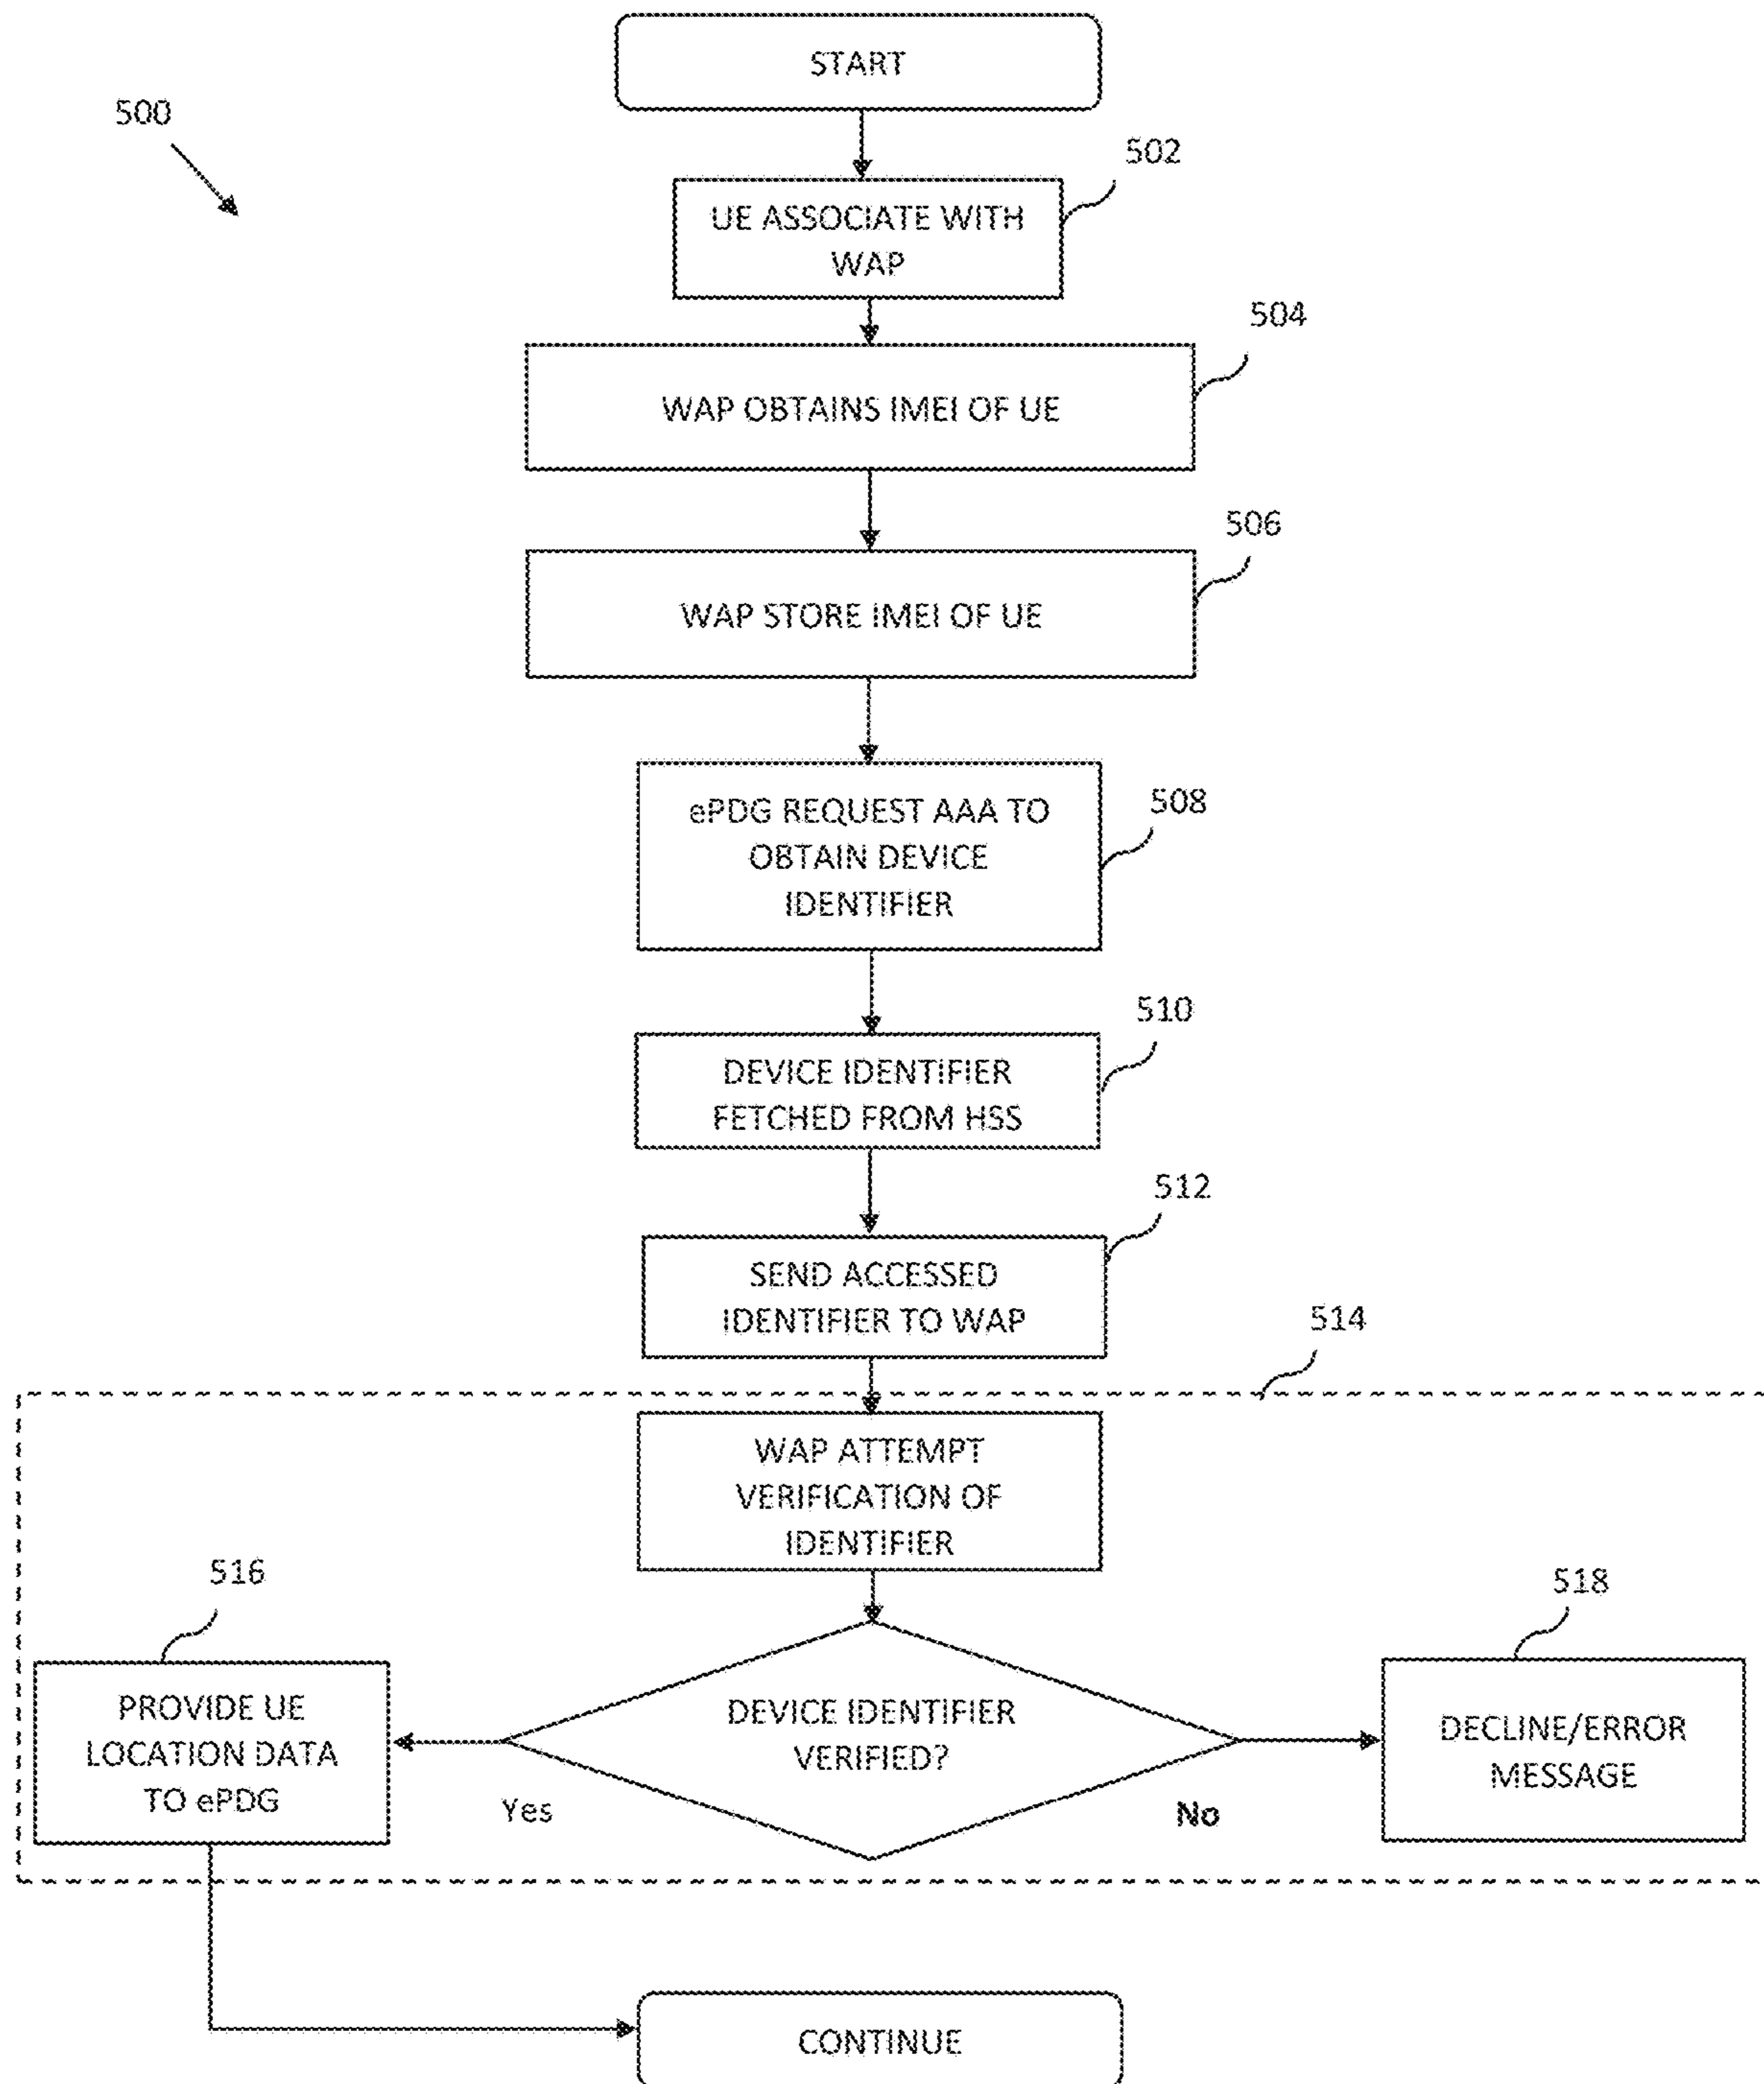 START
500
502
UE ASSOCIATE WITH
WAP
504
WAP OBTAINS IMEI OF UE
506
WAP STORE IMEI OF UE
508
ePDG REQUEST AAA TO
OBTAIN DEVICE
IDENTIFIER
510
DEVICE IDENTIFIER
FETCHED FROM HSS
512
SEND ACCESSED
IDENTIFIER TO WAP
514
WAP ATTEMPT
VERIFICATION OF
IDENTIFIER
516
518
PROVIDE UE
LOCATION DATA
TO ePDG
DEVICE IDENTIFIER
VERIFIED?
DECLINE/ERROR
MESSAGE
Yes
No
CONTINUE